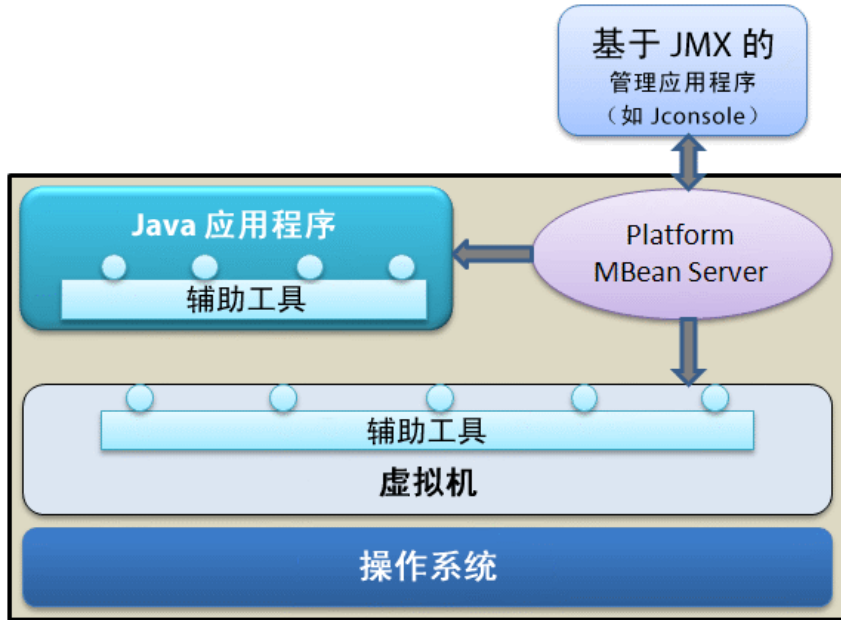 基于 JMX 的
管理应用程序
（如 Jconsole）
Java 应用程序
辅助工具
Platform
MBean Server
辅助工具
虚拟机
操作系统